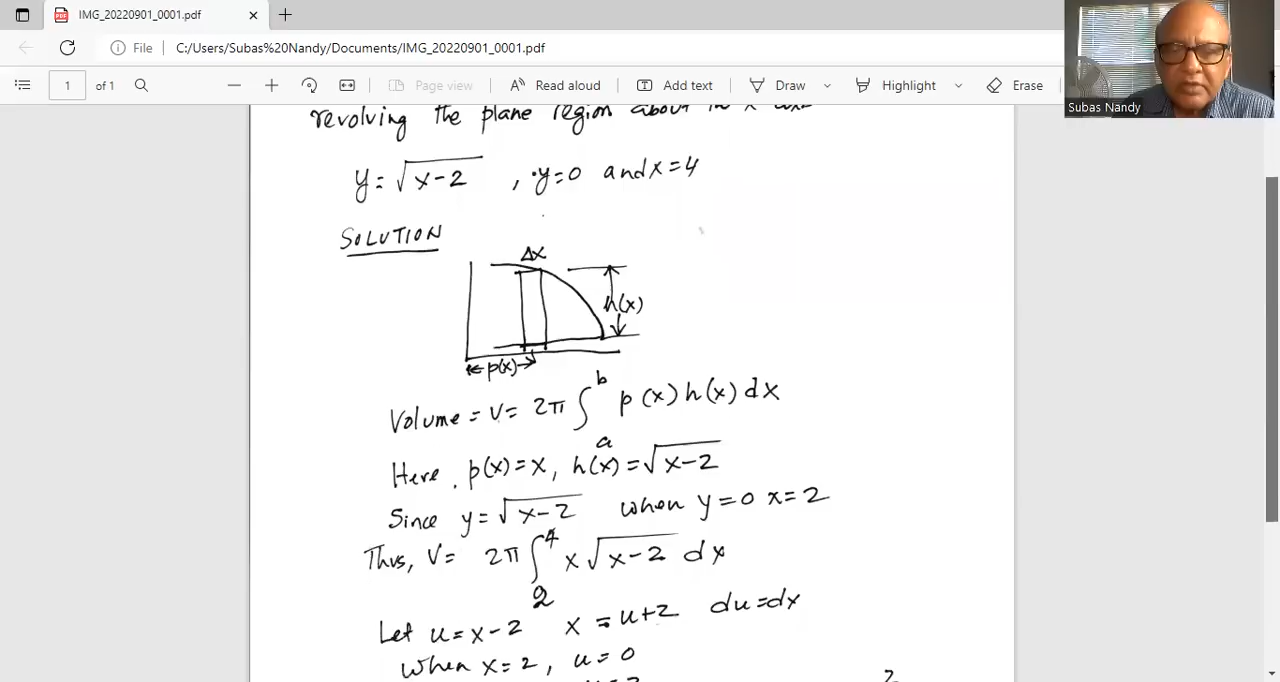 IMG_20220901_0001.pdf
File C:/Users/Subas%20Nandy/Documents/IMG_20220901_0001.pdf
1 of 1 Page view Read aloud Add text Draw Highlight Erase
Subas Nandy
revolving the plane region about
y = √x-2 , y=0 and x=4
SOLUTION
Δx
h(x)
p(x)
Volume = V = 2π ∫ₐᵇ p(x) h(x) dx
Here, p(x) = x, h(x) = √x-2
Since y = √x-2 when y=0 x=2
Thus, V = 2π ∫₂⁴ x √x-2 dx
Let u = x-2 x = u+2 du = dx
When x=2, u=0